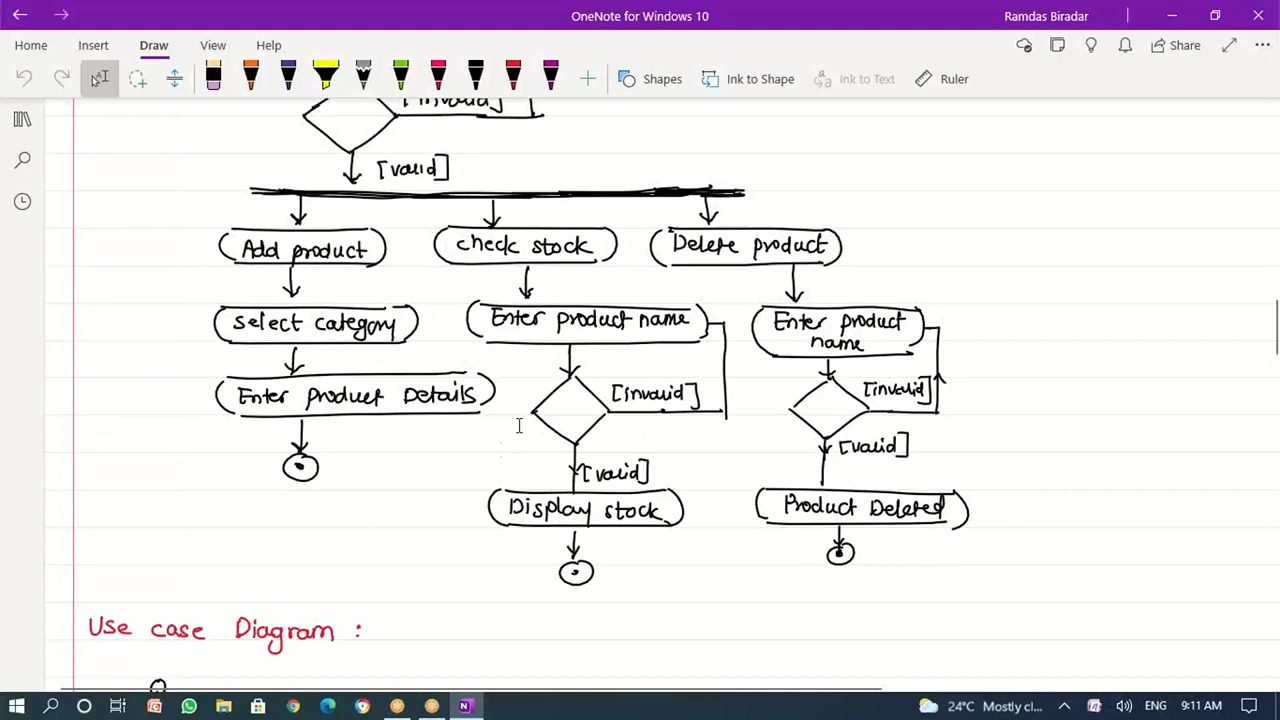 OneNote for Windows 10
Ramdas Biradar
Home
Insert
Draw
View
Help
Share
Shapes
Ink to Shape
Ink to Text
Ruler
[invalid]
[valid]
Add product
check stock
Delete product
select category
Enter product name
Enter product
name
Enter Product Details
[invalid]
[invalid]
[valid]
[valid]
Display stock
Product Deleted
Use case Diagram :
24°C Mostly cl...
ENG
9:11 AM